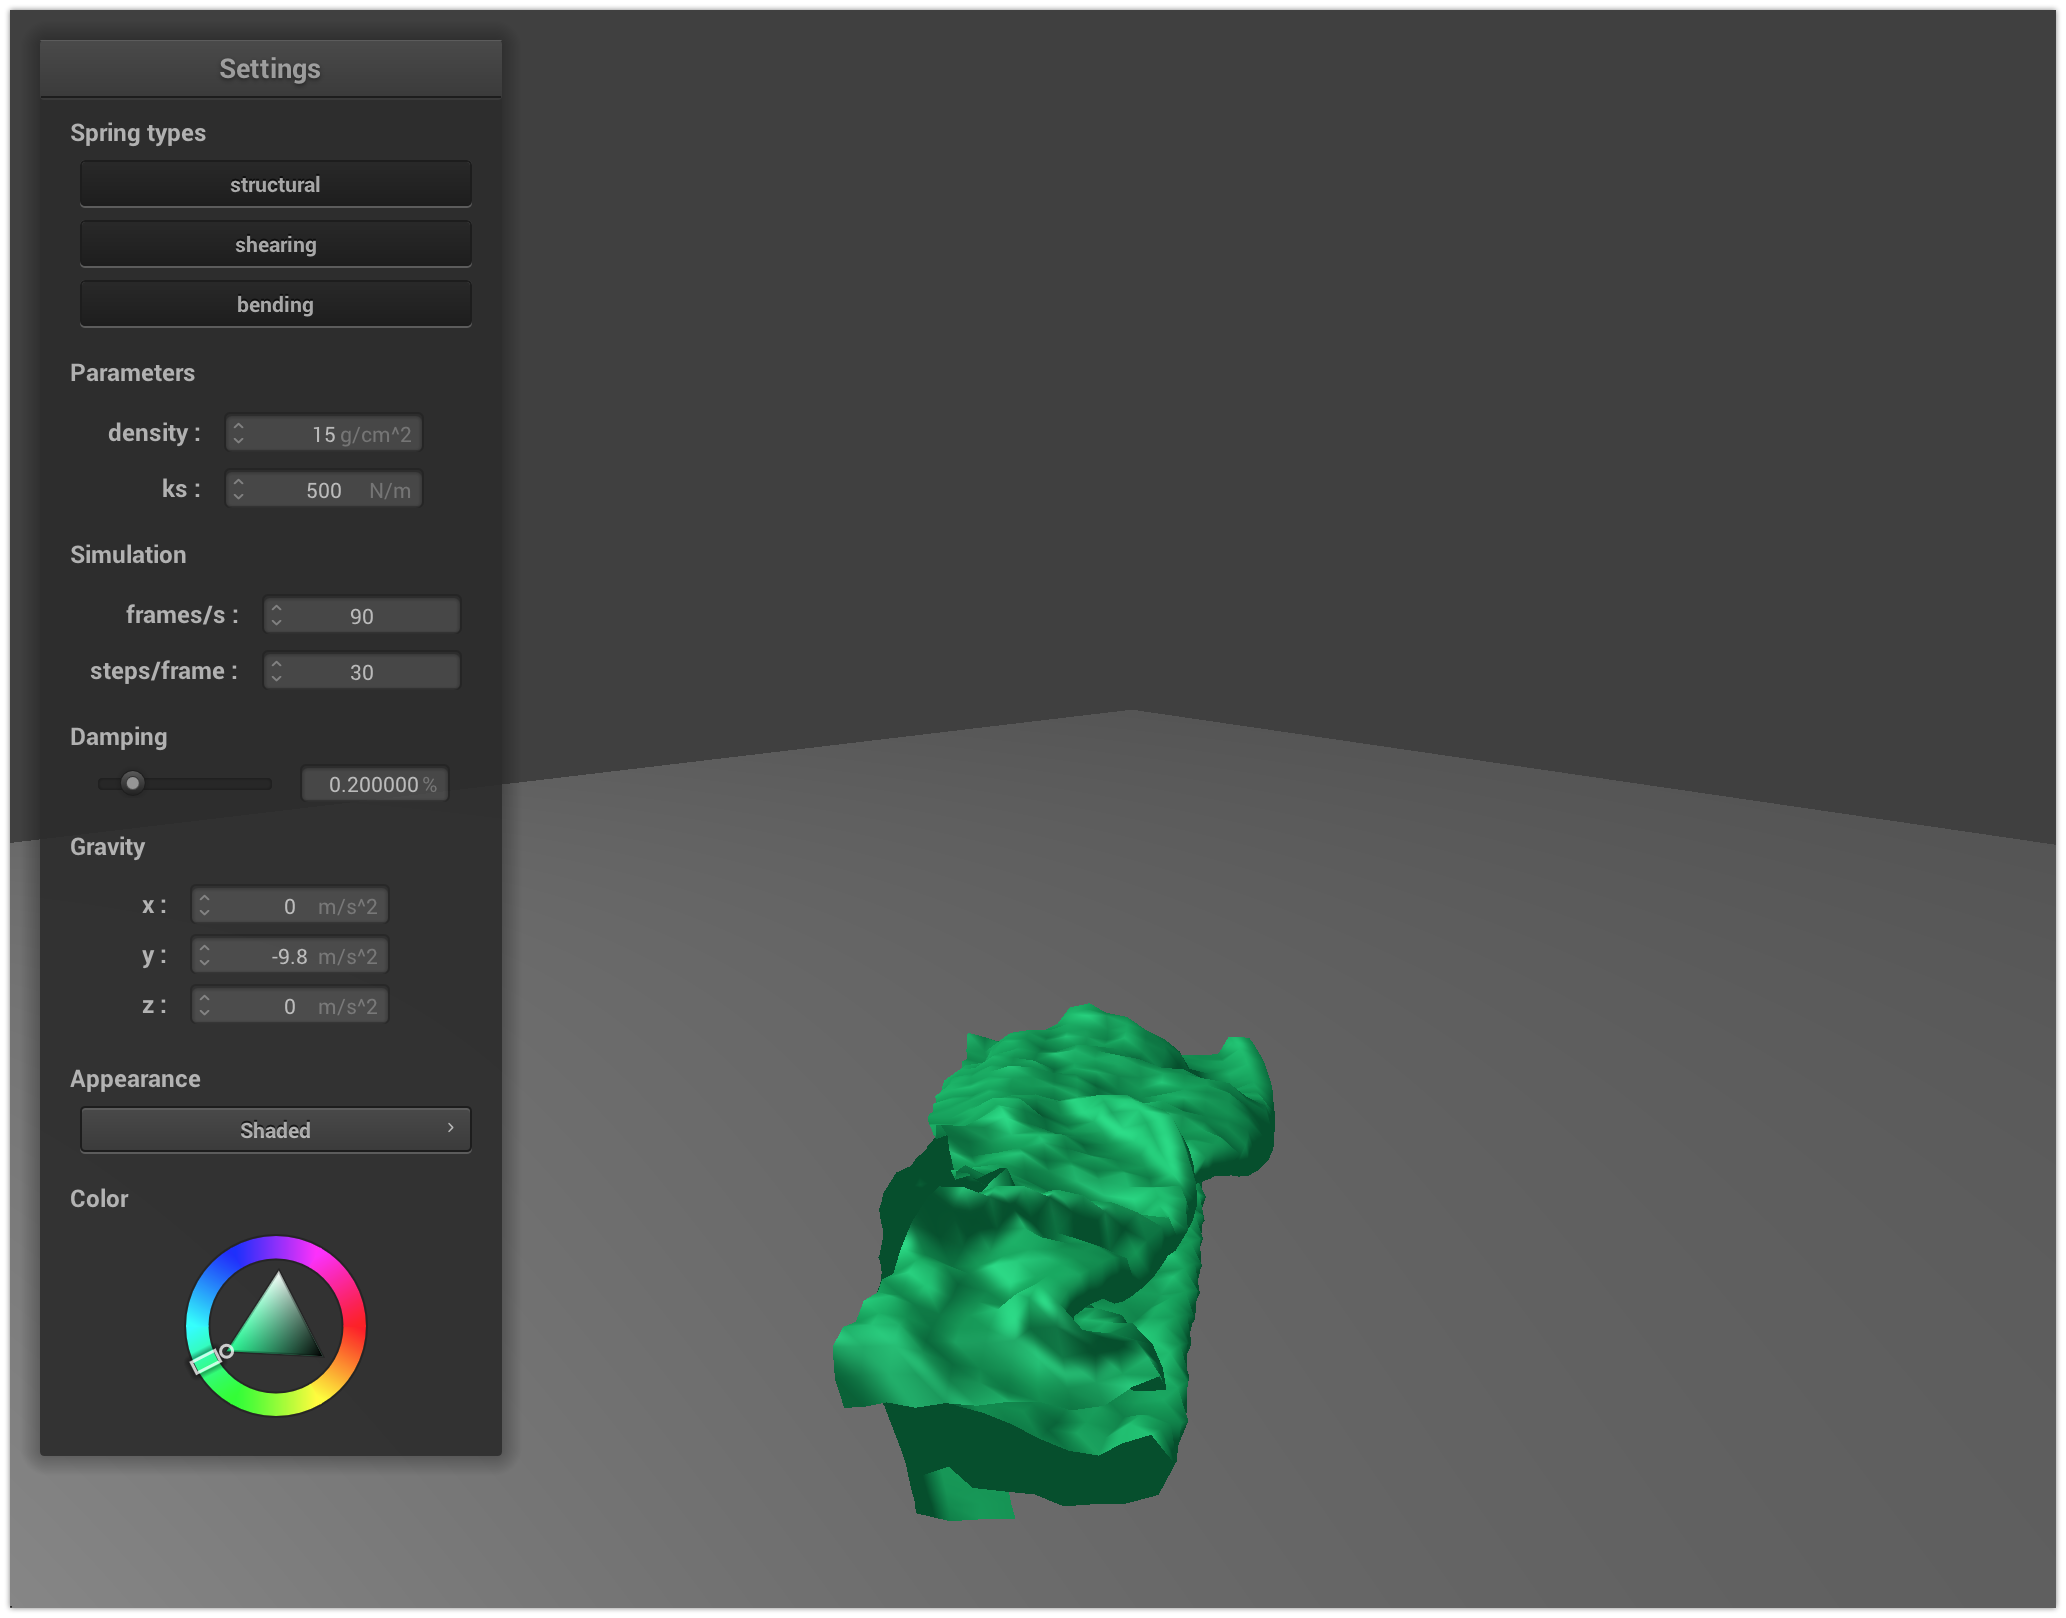 Settings
Spring types
structural
shearing
bending
Parameters
density : 15 g/cm^2
ks : 500 N/m
Simulation
frames/s : 90
steps/frame : 30
Damping
0.200000 %
Gravity
x : 0 m/s^2
y : -9.8 m/s^2
z : 0 m/s^2
Appearance
Shaded
Color